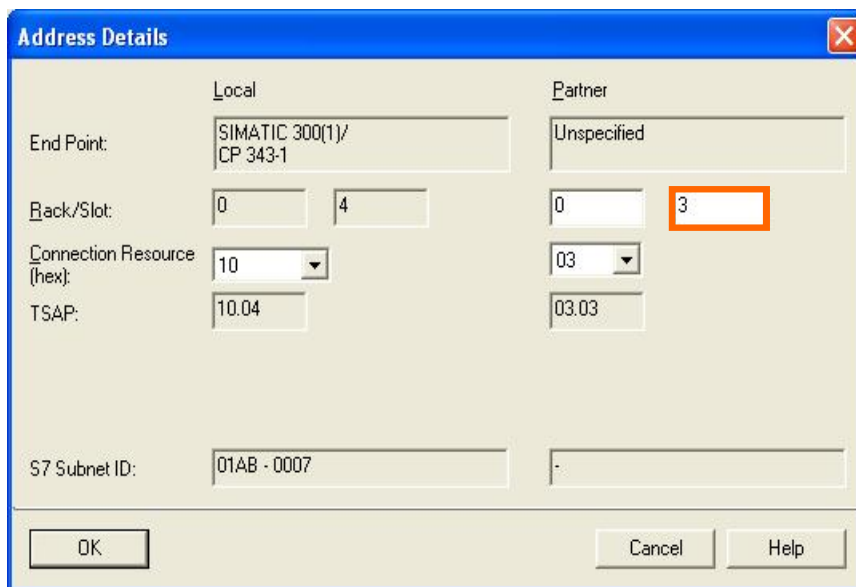 Address Details
Local Partner
End Point: SIMATIC 300(1)/ Unspecified
CP 343-1
Rack/Slot: 0 4 0 3
Connection Resource
(hex): 10 03
TSAP: 10.04 03.03
S7 Subnet ID: 01AB - 0007 -
OK Cancel Help